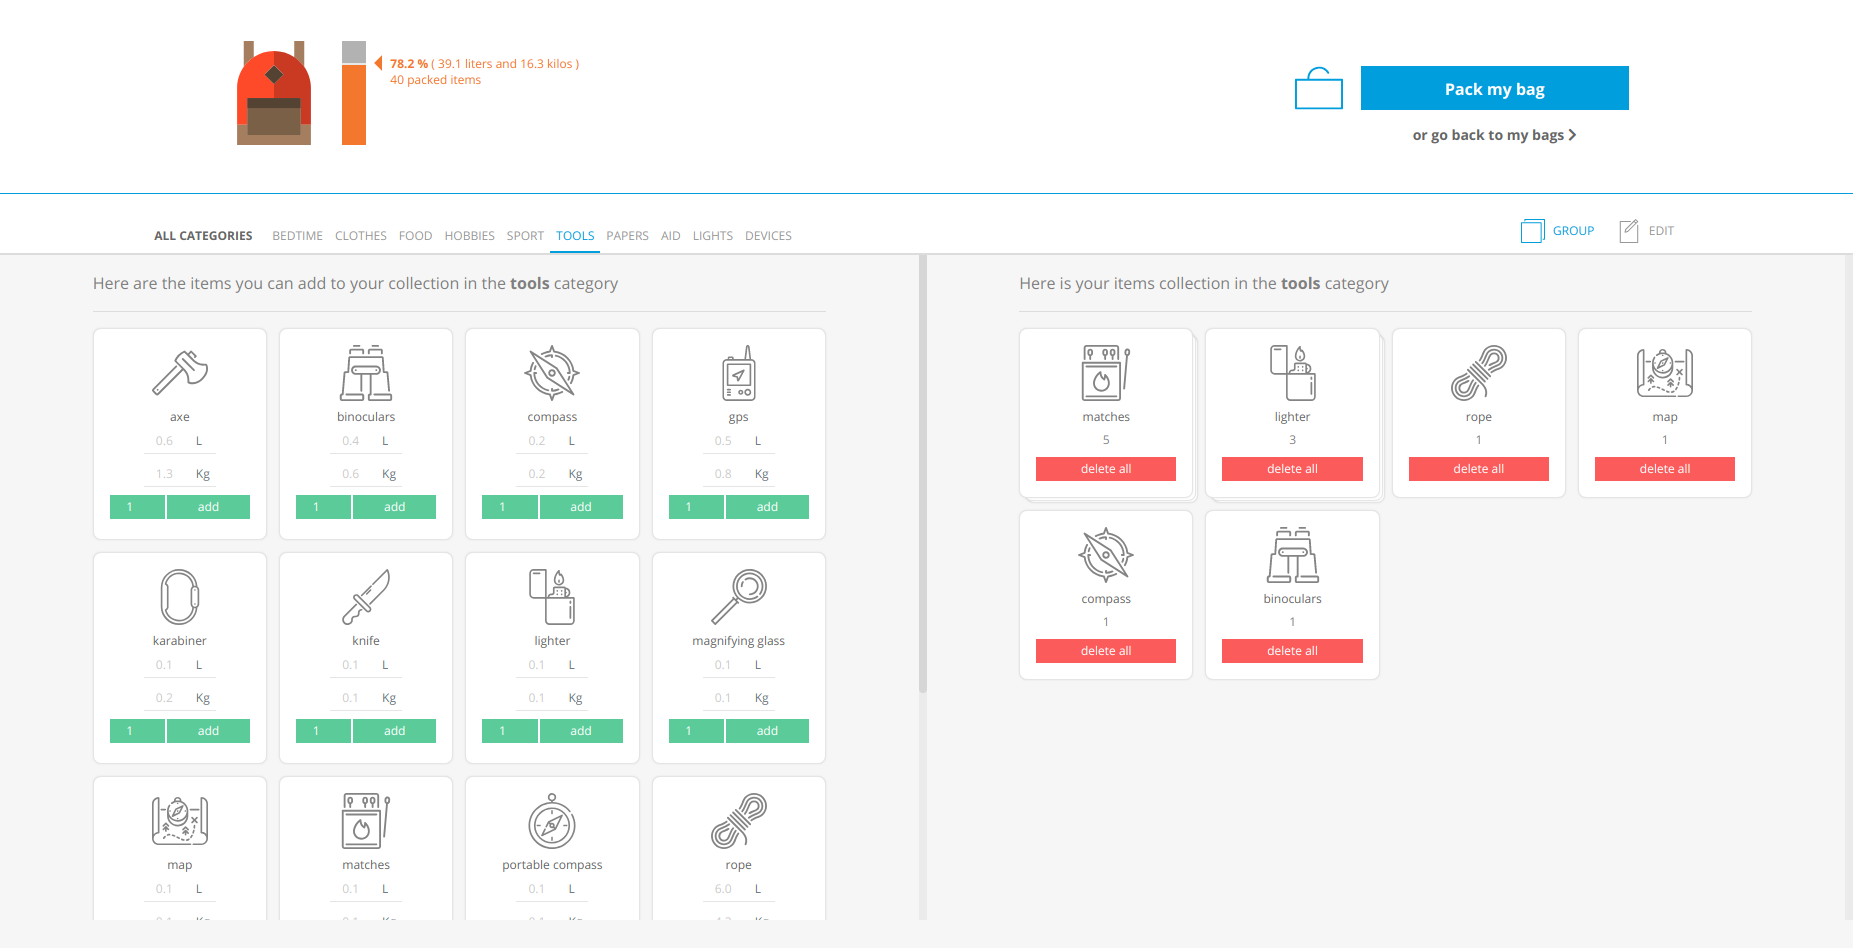 78.2 % ( 39.1 liters and 16.3 kilos )
40 packed items
Pack my bag
or go back to my bags
ALL CATEGORIES BEDTIME CLOTHES FOOD HOBBIES SPORT TOOLS PAPERS AID LIGHTS DEVICES
GROUP EDIT
Here are the items you can add to your collection in the tools category
axe binoculars compass gps
0.6 L 0.4 L 0.2 L 0.5 L
1.3 Kg 0.6 Kg 0.2 Kg 0.8 Kg
1 add 1 add 1 add 1 add
karabiner knife lighter magnifying glass
0.1 L 0.1 L 0.1 L 0.1 L
0.2 Kg 0.1 Kg 0.1 Kg 0.1 Kg
1 add 1 add 1 add 1 add
map matches portable compass rope
0.1 L 0.1 L 0.1 L 6.0 L
Here is your items collection in the tools category
matches lighter rope map
5 3 1 1
delete all delete all delete all delete all
compass binoculars
1 1
delete all delete all